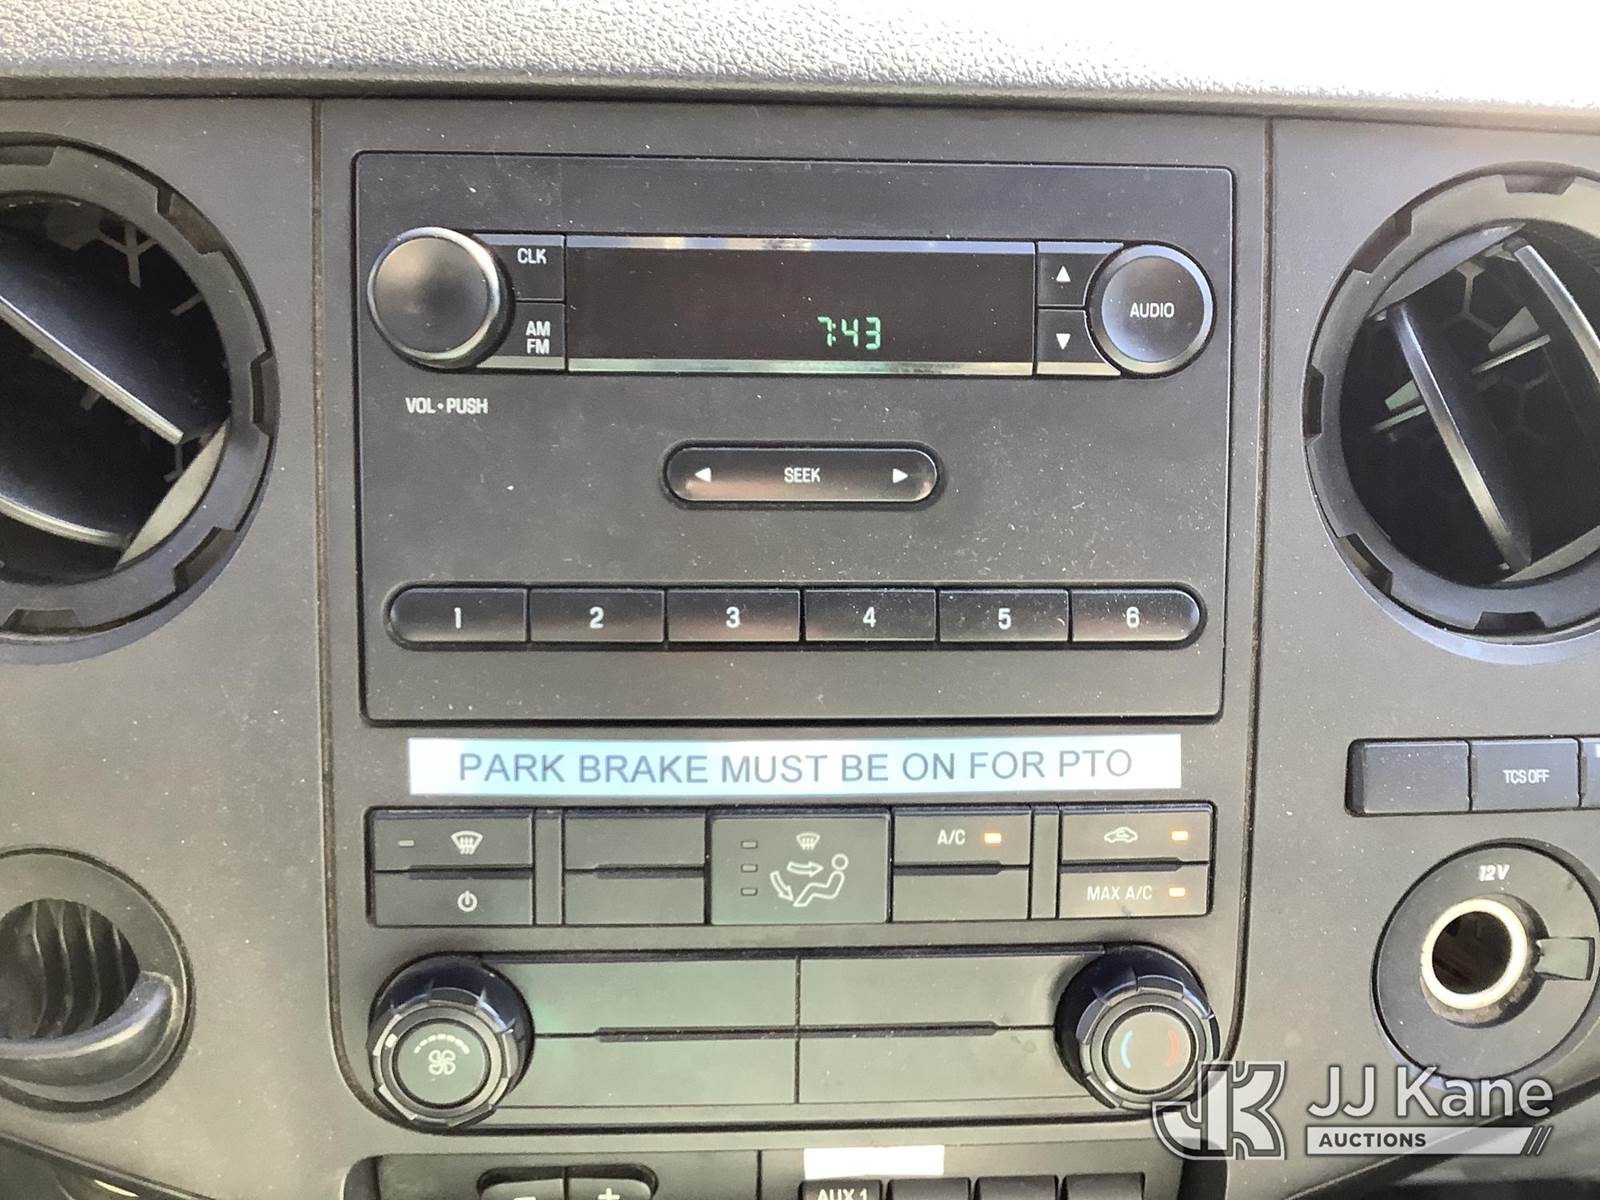 CLK
AM
FM
7:43
AUDIO
VOL • PUSH
SEEK
1 2 3 4 5 6
PARK BRAKE MUST BE ON FOR PTO
TCS OFF
A/C
MAX A/C
12V
AUX 1
JJ Kane
AUCTIONS